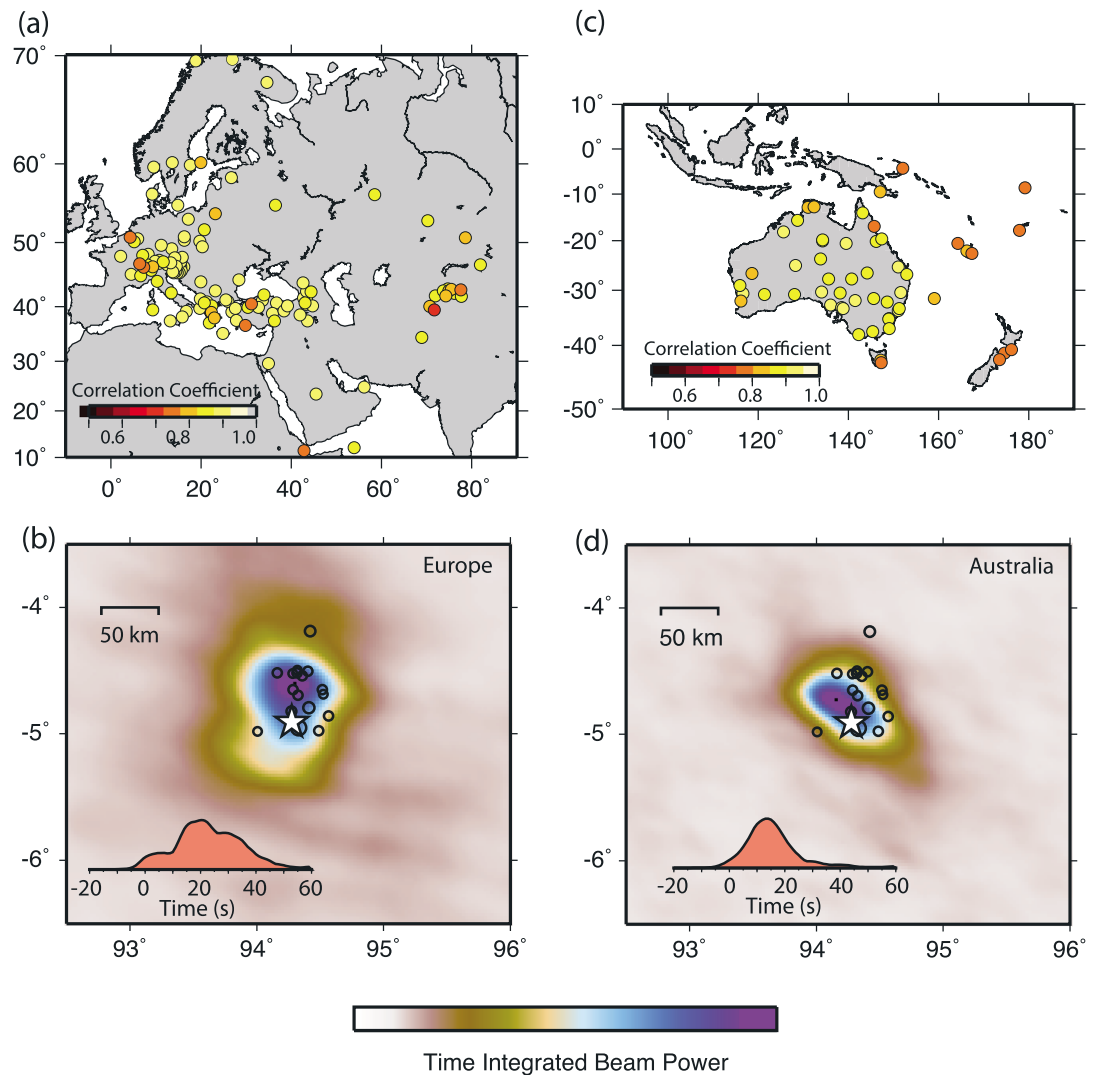 (a)
70°
60°
50°
40°
30°
20°
10°
Correlation Coefficient
0.6 0.8 1.0
0° 20° 40° 60° 80°
(c)
10°
0°
-10°
-20°
-30°
-40°
-50°
Correlation Coefficient
0.6 0.8 1.0
100° 120° 140° 160° 180°
(b)
Europe
-4°
50 km
-5°
-6°
-20 0 20 40 60
Time (s)
93° 94° 95° 96°
(d)
Australia
-4°
50 km
-5°
-6°
-20 0 20 40 60
Time (s)
93° 94° 95° 96°
Time Integrated Beam Power